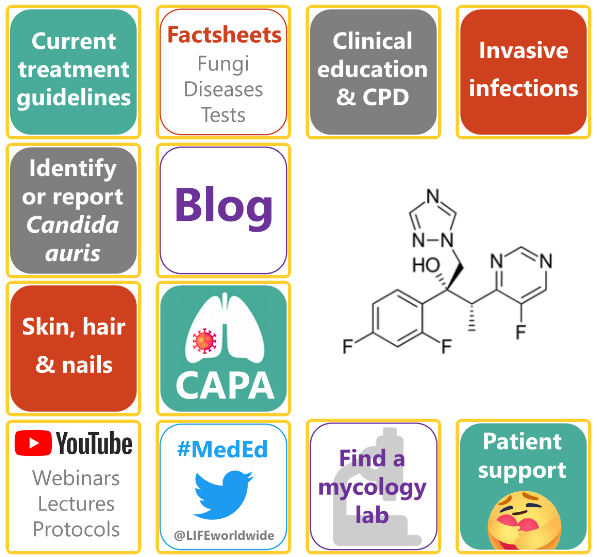 Current
treatment
guidelines
Factsheets
Fungi
Diseases
Tests
Clinical
education
& CPD
Invasive
infections
Identify
or report
Candida
auris
Blog
N
N
N
HO
N
N
F
F
F
Skin, hair
& nails
CAPA
YouTube
Webinars
Lectures
Protocols
#MedEd
@LIFEworldwide
Find a
mycology
lab
Patient
support